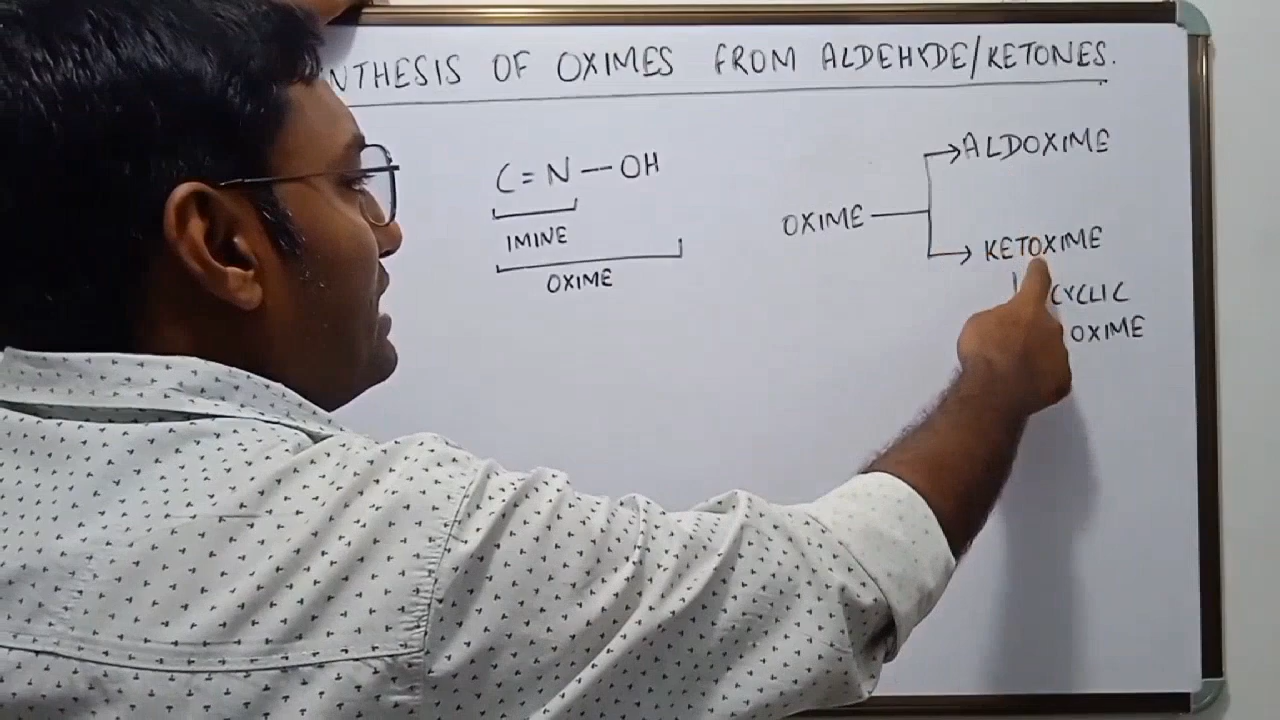 NTHESIS OF OXIMES FROM ALDEHYDE/KETONES.
C=N—OH
IMINE
OXIME
OXIME
ALDOXIME
KETOXIME
CYCLIC
OXIME